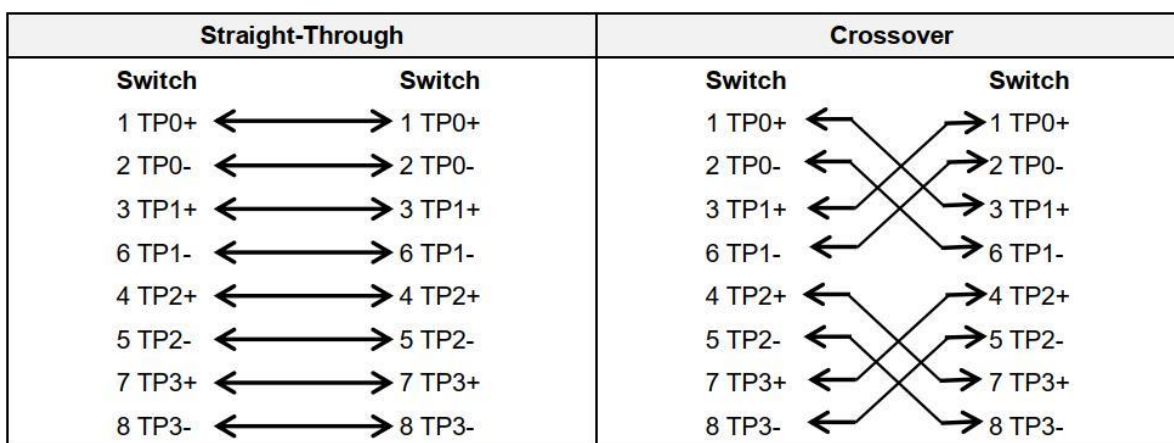 Straight-Through Crossover
Switch Switch Switch Switch
1 TP0+ 1 TP0+ 1 TP0+ 1 TP0+
2 TP0- 2 TP0- 2 TP0- 2 TP0-
3 TP1+ 3 TP1+ 3 TP1+ 3 TP1+
6 TP1- 6 TP1- 6 TP1- 6 TP1-
4 TP2+ 4 TP2+ 4 TP2+ 4 TP2+
5 TP2- 5 TP2- 5 TP2- 5 TP2-
7 TP3+ 7 TP3+ 7 TP3+ 7 TP3+
8 TP3- 8 TP3- 8 TP3- 8 TP3-